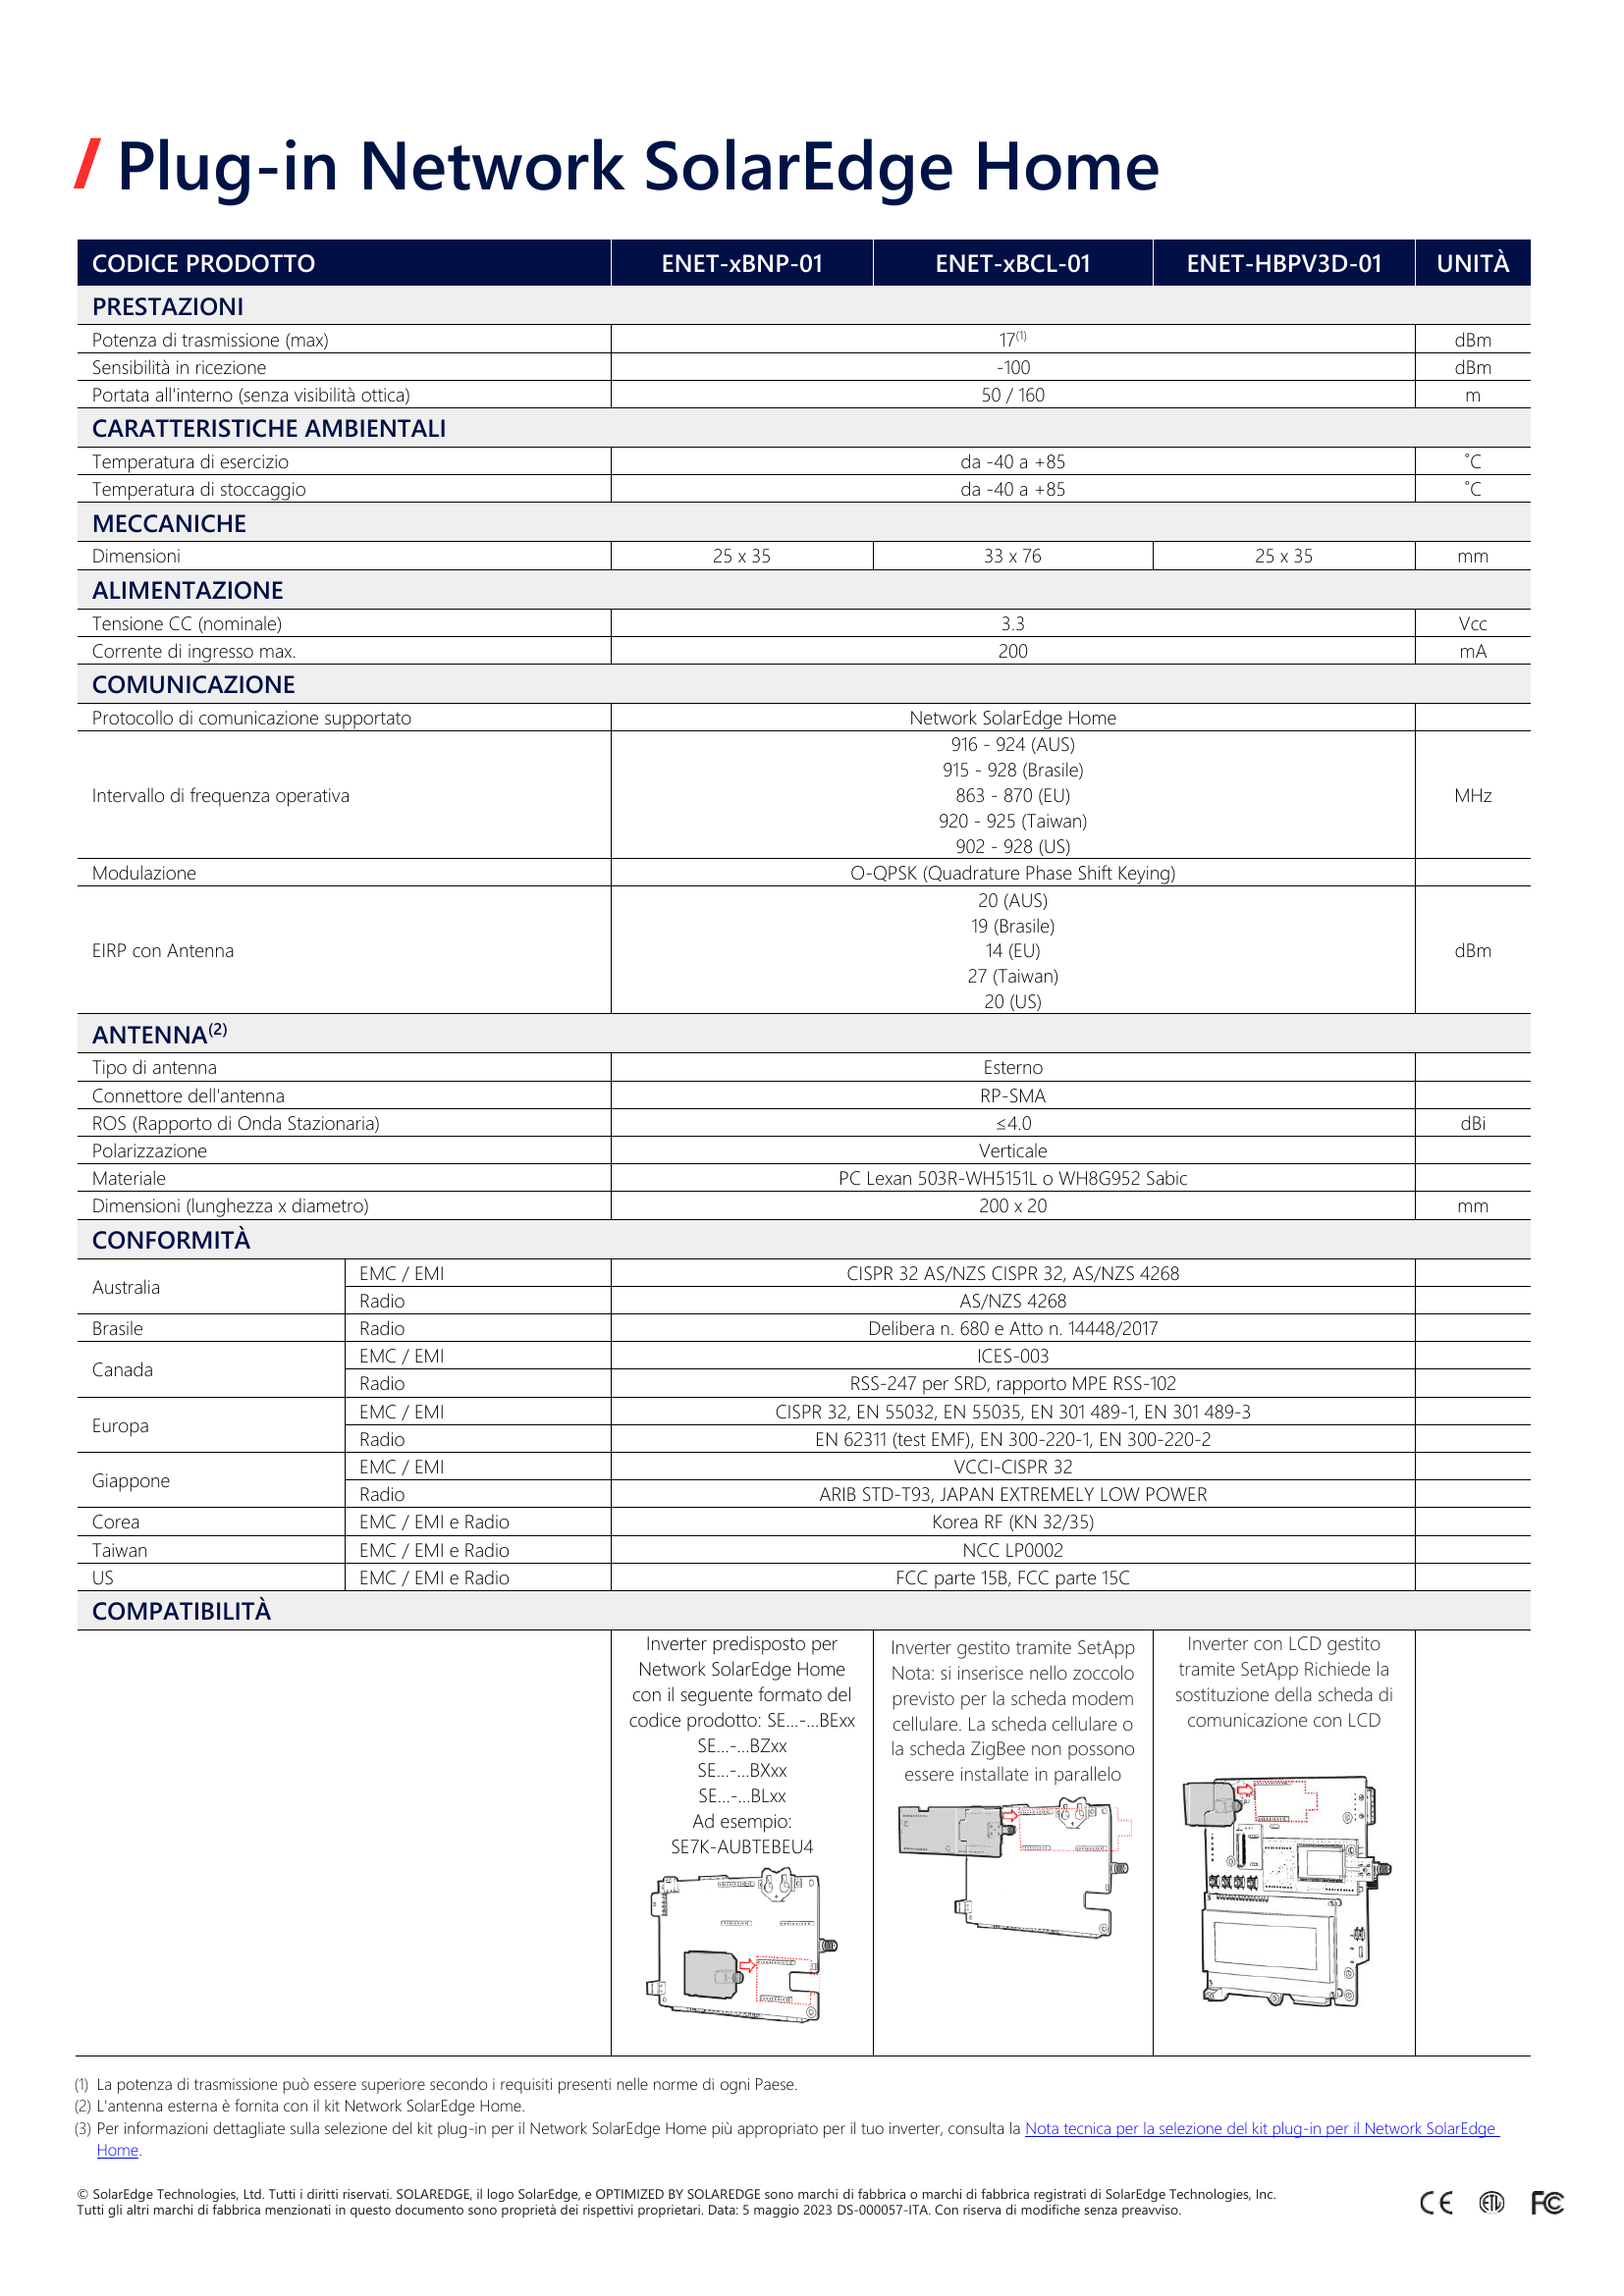 / Plug-in Network SolarEdge Home
CODICE PRODOTTO ENET-xBNP-01 ENET-xBCL-01 ENET-HBPV3D-01 UNITÀ
PRESTAZIONI
Potenza di trasmissione (max) 17(1) dBm
Sensibilità in ricezione -100 dBm
Portata all'interno (senza visibilità ottica) 50 / 160 m
CARATTERISTICHE AMBIENTALI
Temperatura di esercizio da -40 a +85 ˚C
Temperatura di stoccaggio da -40 a +85 ˚C
MECCANICHE
Dimensioni 25 x 35 33 x 76 25 x 35 mm
ALIMENTAZIONE
Tensione CC (nominale) 3.3 Vcc
Corrente di ingresso max. 200 mA
COMUNICAZIONE
Protocollo di comunicazione supportato Network SolarEdge Home
Intervallo di frequenza operativa
916 - 924 (AUS)
915 - 928 (Brasile)
863 - 870 (EU)
920 - 925 (Taiwan)
902 - 928 (US)
MHz
Modulazione O-QPSK (Quadrature Phase Shift Keying)
EIRP con Antenna
20 (AUS)
19 (Brasile)
14 (EU)
27 (Taiwan)
20 (US)
dBm
ANTENNA(2)
Tipo di antenna Esterno
Connettore dell'antenna RP-SMA
ROS (Rapporto di Onda Stazionaria) ≤4.0 dBi
Polarizzazione Verticale
Materiale PC Lexan 503R-WH5151L o WH8G952 Sabic
Dimensioni (lunghezza x diametro) 200 x 20 mm
CONFORMITÀ
Australia
EMC / EMI CISPR 32 AS/NZS CISPR 32, AS/NZS 4268
Radio AS/NZS 4268
Brasile Radio Delibera n. 680 e Atto n. 14448/2017
Canada
EMC / EMI ICES-003
Radio RSS-247 per SRD, rapporto MPE RSS-102
Europa
EMC / EMI CISPR 32, EN 55032, EN 55035, EN 301 489-1, EN 301 489-3
Radio EN 62311 (test EMF), EN 300-220-1, EN 300-220-2
Giappone
EMC / EMI VCCI-CISPR 32
Radio ARIB STD-T93, JAPAN EXTREMELY LOW POWER
Corea EMC / EMI e Radio Korea RF (KN 32/35)
Taiwan EMC / EMI e Radio NCC LP0002
US EMC / EMI e Radio FCC parte 15B, FCC parte 15C
COMPATIBILITÀ
Inverter predisposto per
Network SolarEdge Home
con il seguente formato del
codice prodotto: SE...-...BExx
SE...-...BZxx
SE...-...BXxx
SE...-...BLxx
Ad esempio:
SE7K-AUBTEBEU4
Inverter gestito tramite SetApp
Nota: si inserisce nello zoccolo
previsto per la scheda modem
cellulare. La scheda cellulare o
la scheda ZigBee non possono
essere installate in parallelo
Inverter con LCD gestito
tramite SetApp Richiede la
sostituzione della scheda di
comunicazione con LCD
(1) La potenza di trasmissione può essere superiore secondo i requisiti presenti nelle norme di ogni Paese.
(2) L'antenna esterna è fornita con il kit Network SolarEdge Home.
(3) Per informazioni dettagliate sulla selezione del kit plug-in per il Network SolarEdge Home più appropriato per il tuo inverter, consulta la Nota tecnica per la selezione del kit plug-in per il Network SolarEdge
Home.
© SolarEdge Technologies, Ltd. Tutti i diritti riservati. SOLAREDGE, il logo SolarEdge, e OPTIMIZED BY SOLAREDGE sono marchi di fabbrica o marchi di fabbrica registrati di SolarEdge Technologies, Inc.
Tutti gli altri marchi di fabbrica menzionati in questo documento sono proprietà dei rispettivi proprietari. Data: 5 maggio 2023 DS-000057-ITA. Con riserva di modifiche senza preavviso.
CE ETL FC